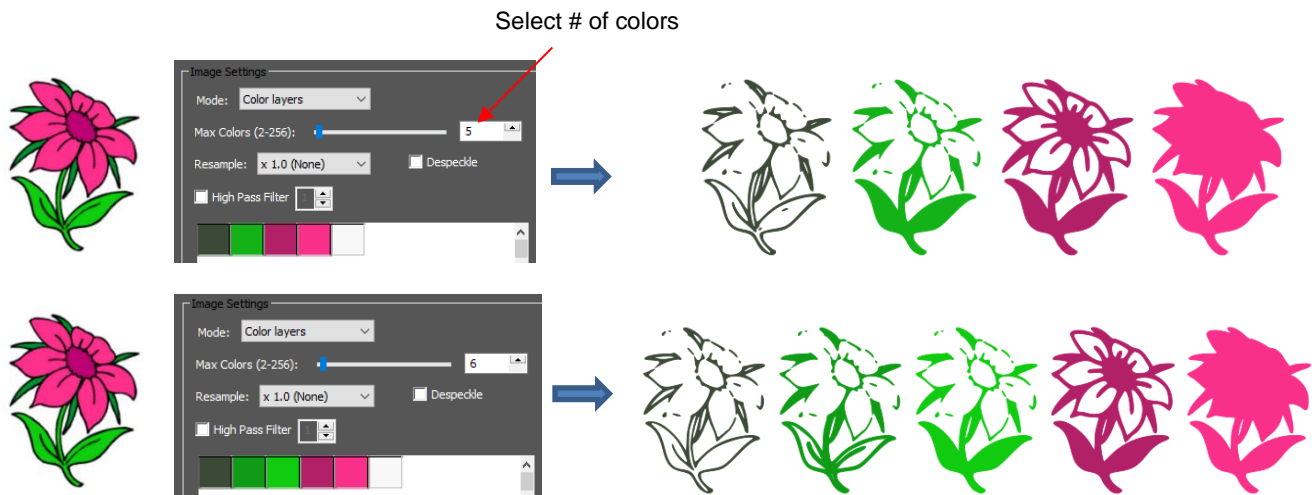 Select # of colors
Image Settings
Mode: Color layers
Max Colors (2-256): 5
Resample: x 1.0 (None) Despeckle
High Pass Filter
Image Settings
Mode: Color layers
Max Colors (2-256): 6
Resample: x 1.0 (None) Despeckle
High Pass Filter